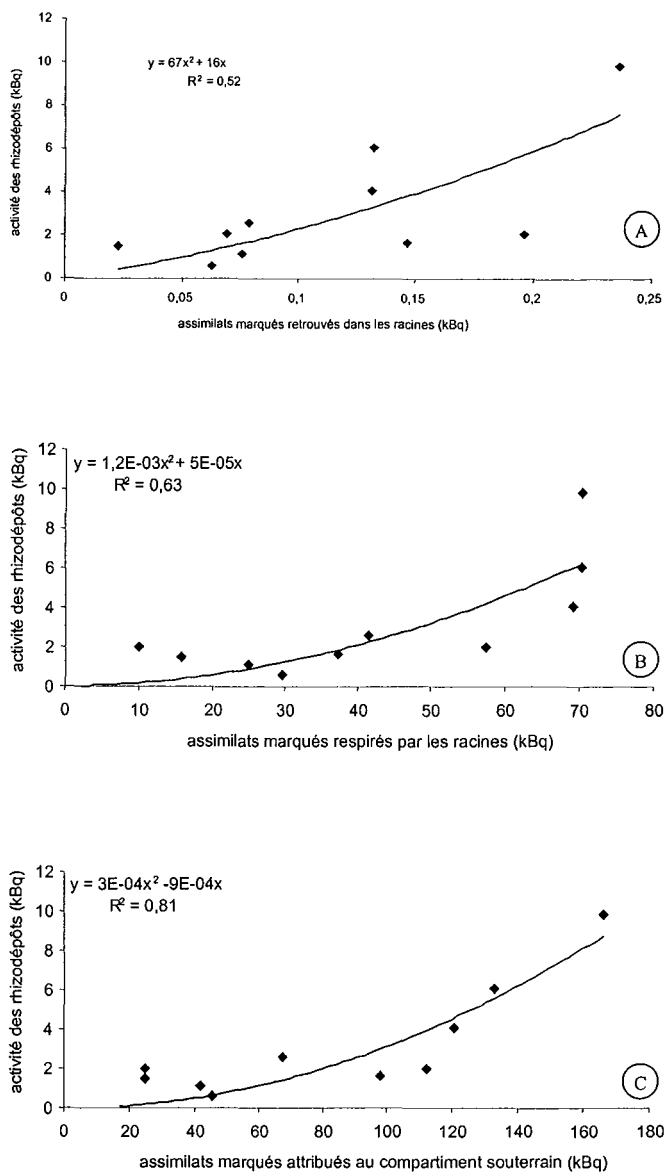 activité des rhizodépôts (kBq)
12
10
8
6
4
2
0
y = 67x² + 16x
R² = 0,52
A
0 0,05 0,1 0,15 0,2 0,25
assimilats marqués retrouvés dans les racines (kBq)
activité des rhizodépôts (kBq)
12
10
8
6
4
2
0
y = 1,2E-03x² + 5E-05x
R² = 0,63
B
0 10 20 30 40 50 60 70 80
assimilats marqués respirés par les racines (kBq)
activité des rhizodépôts (kBq)
12
10
8
6
4
2
0
y = 3E-04x² -9E-04x
R² = 0,81
C
0 20 40 60 80 100 120 140 160 180
assimilats marqués attribués au compartiment souterrain (kBq)